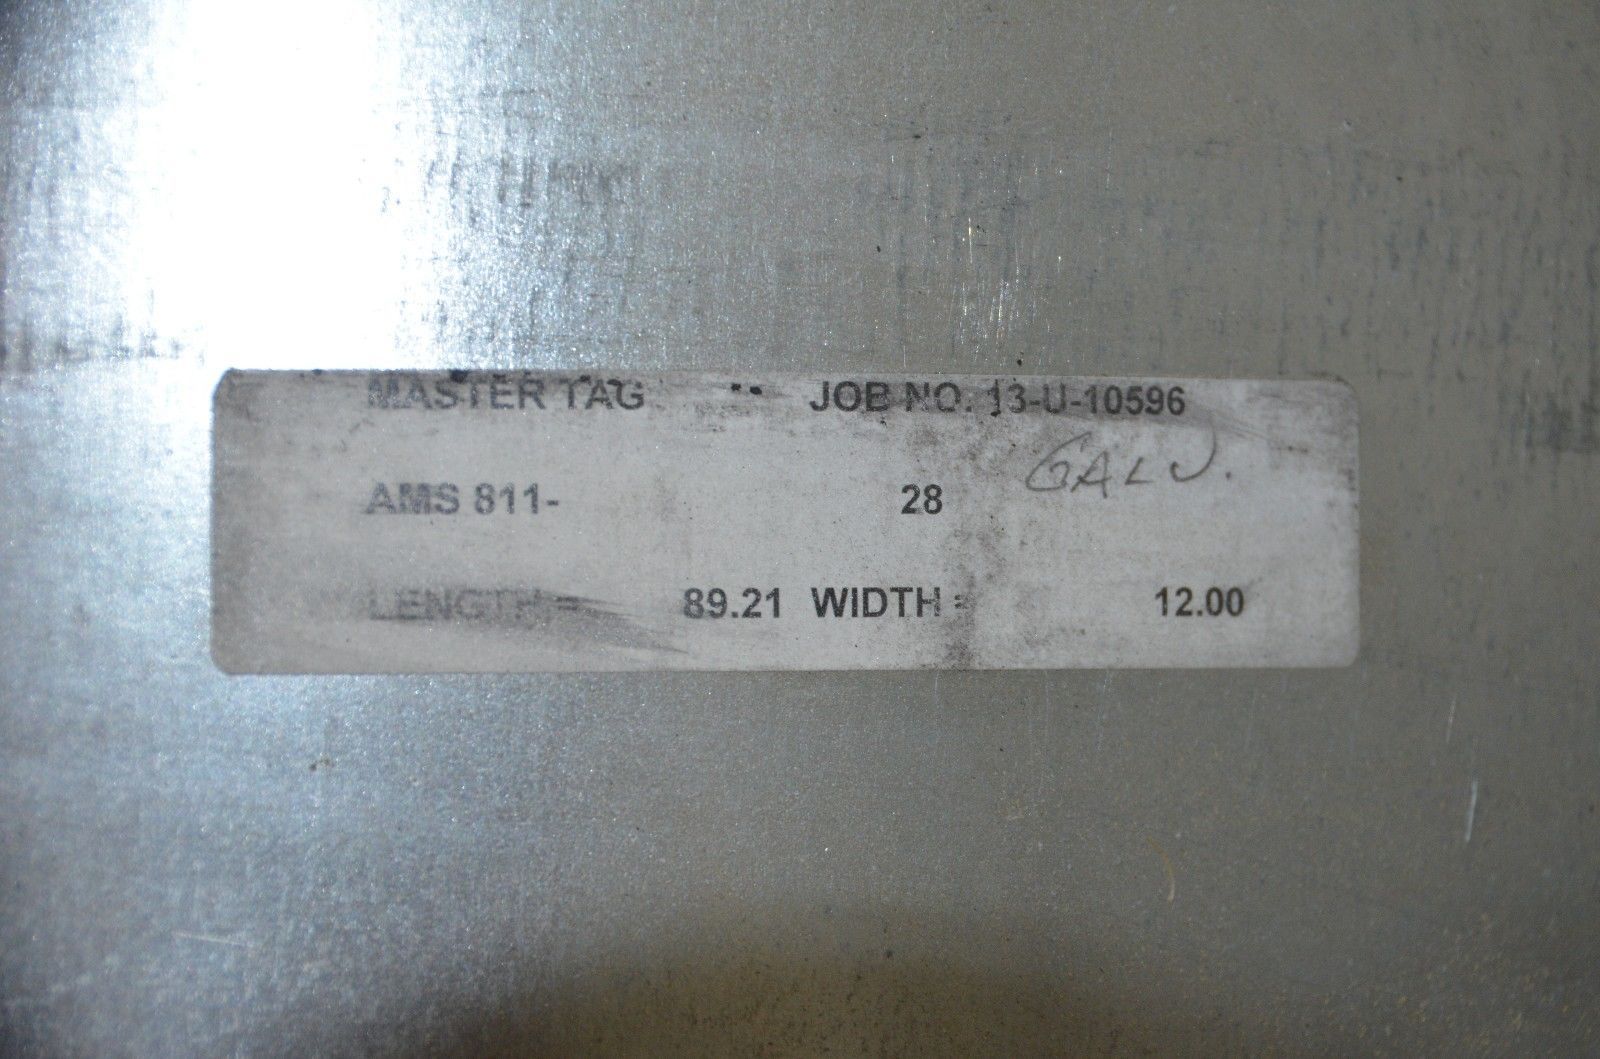 MASTER TAG JOB NO. 13-U-10596
GALV.
AMS 811- 28
LENGTH = 89.21 WIDTH = 12.00